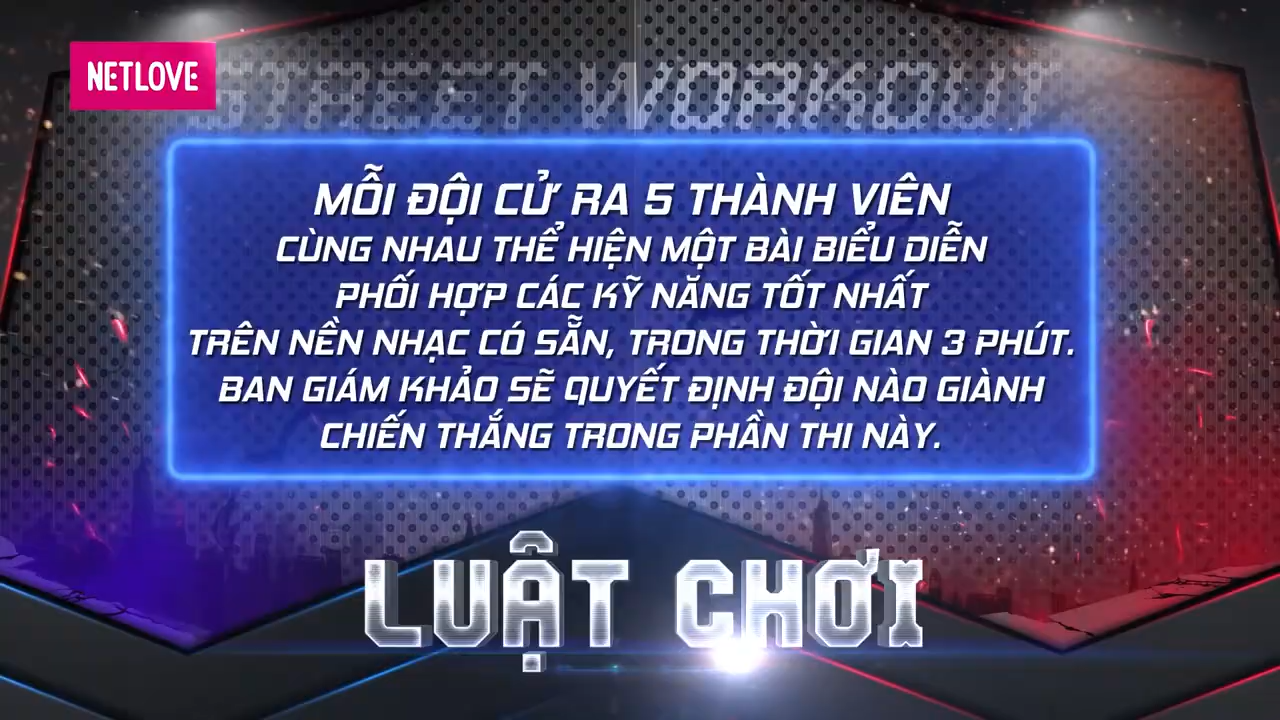 NETLOVE
STREET WORKOUT
MỖI ĐỘI CỬ RA 5 THÀNH VIÊN
CÙNG NHAU THỂ HIỆN MỘT BÀI BIỂU DIỄN
PHỐI HỢP CÁC KỸ NĂNG TỐT NHẤT
TRÊN NỀN NHẠC CÓ SẴN, TRONG THỜI GIAN 3 PHÚT.
BAN GIÁM KHẢO SẼ QUYẾT ĐỊNH ĐỘI NÀO GIÀNH
CHIẾN THẮNG TRONG PHẦN THI NÀY.
LUẬT CHƠI